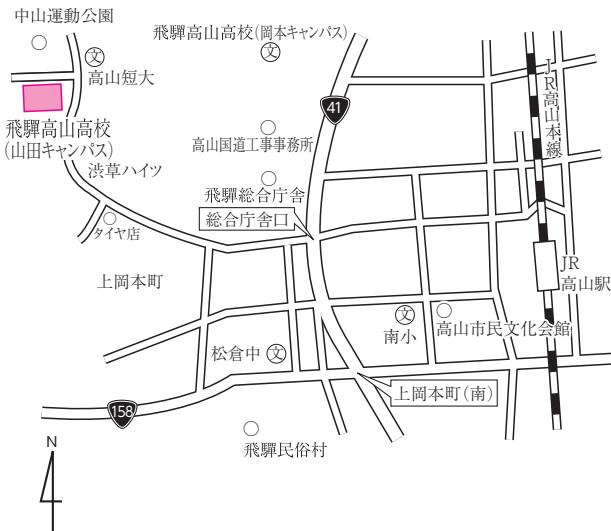 中山運動公園
文
高山短大
飛騨高山高校(岡本キャンパス)
文
飛騨高山高校
(山田キャンパス)
渋草ハイツ
41
高山国道工事事務所
飛騨総合庁舎
総合庁舎口
JR高山本線
タイヤ店
上岡本町
JR
高山駅
文
南小
高山市民文化会館
松倉中
文
上岡本町(南)
158
飛騨民俗村
N